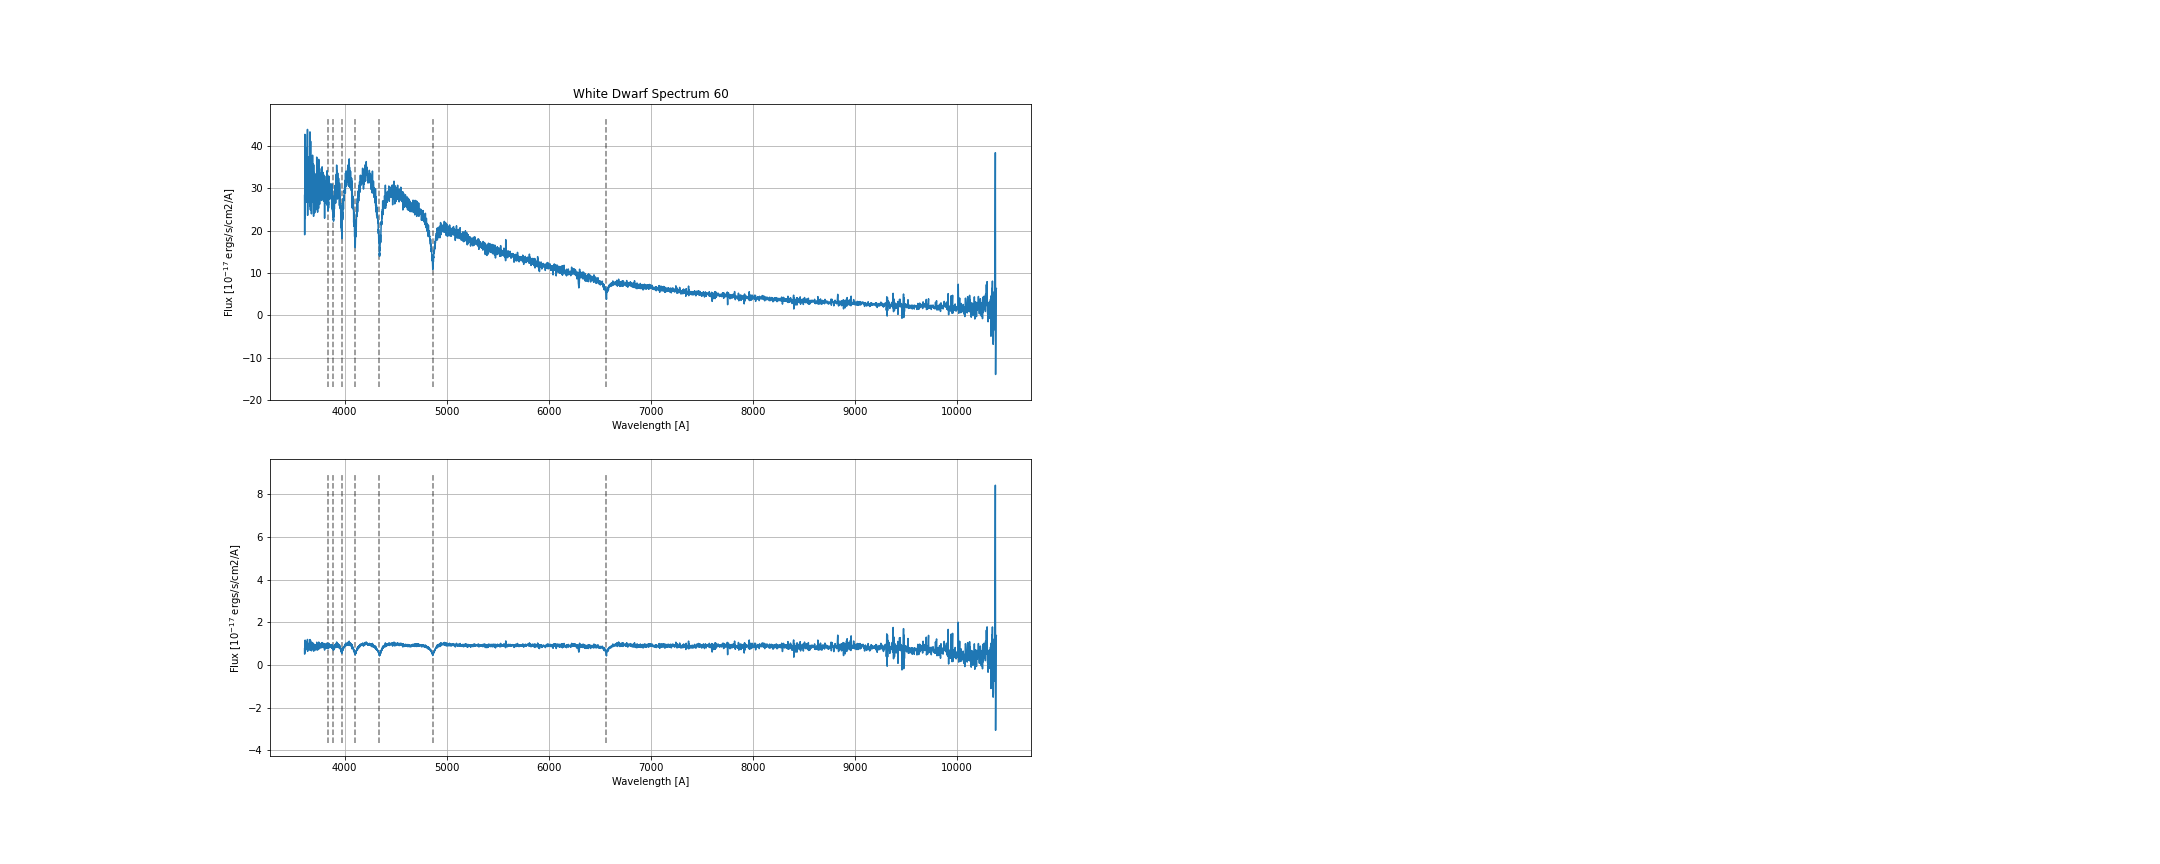 White Dwarf Spectrum 60
Flux [10⁻¹⁷ ergs/s/cm2/A]
40
30
20
10
0
−10
−20
4000 5000 6000 7000 8000 9000 10000
Wavelength [A]
Flux [10⁻¹⁷ ergs/s/cm2/A]
8
6
4
2
0
−2
−4
4000 5000 6000 7000 8000 9000 10000
Wavelength [A]